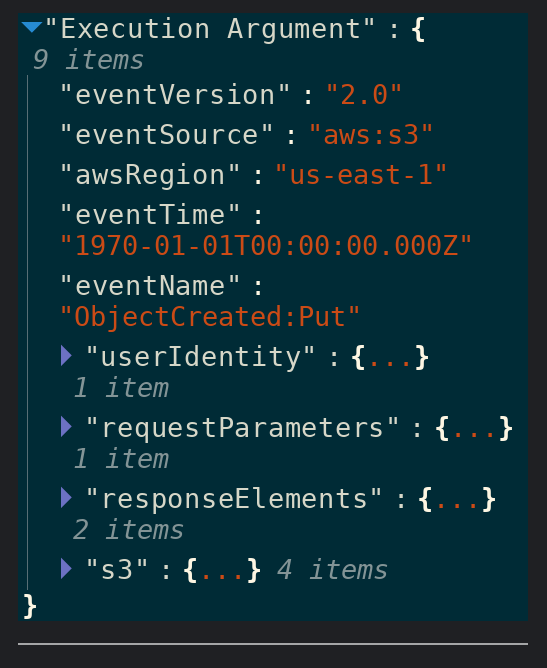 "Execution Argument" : {
9 items
"eventVersion" : "2.0"
"eventSource" : "aws:s3"
"awsRegion" : "us-east-1"
"eventTime" :
"1970-01-01T00:00:00.000Z"
"eventName" :
"ObjectCreated:Put"
"userIdentity" : {...}
1 item
"requestParameters" : {...}
1 item
"responseElements" : {...}
2 items
"s3" : {...} 4 items
}